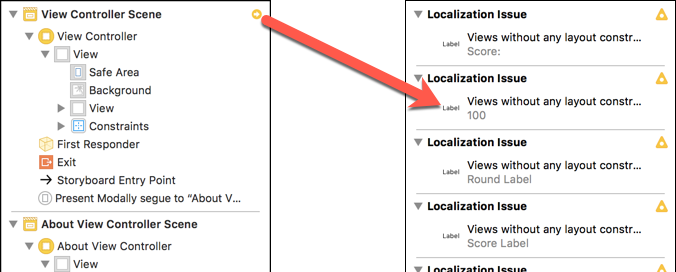 View Controller Scene
View Controller
View
Safe Area
Background
View
Constraints
First Responder
Exit
Storyboard Entry Point
Present Modally segue to “About V...
About View Controller Scene
About View Controller
View
Localization Issue
Label Views without any layout constr...
Score:
Localization Issue
Label Views without any layout constr...
100
Localization Issue
Label Views without any layout constr...
Round Label
Localization Issue
Label Views without any layout constr...
Score Label
Localization Issue